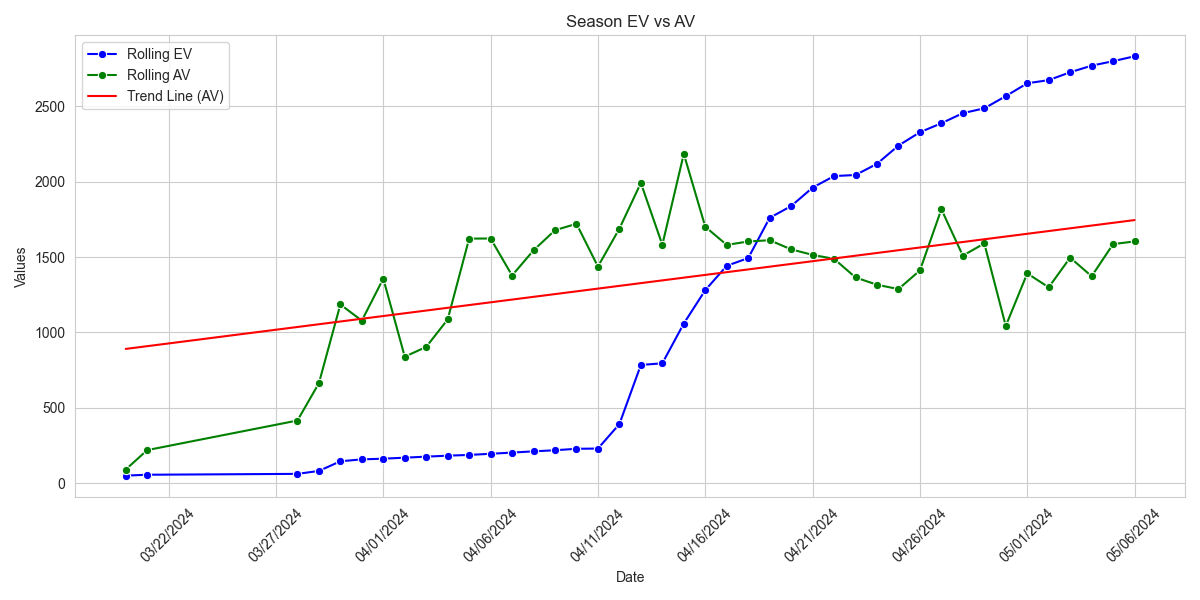 Season EV vs AV
Rolling EV
Rolling AV
Trend Line (AV)
Values
2500
2000
1500
1000
500
0
03/22/2024
03/27/2024
04/01/2024
04/06/2024
04/11/2024
04/16/2024
04/21/2024
04/26/2024
05/01/2024
05/06/2024
Date